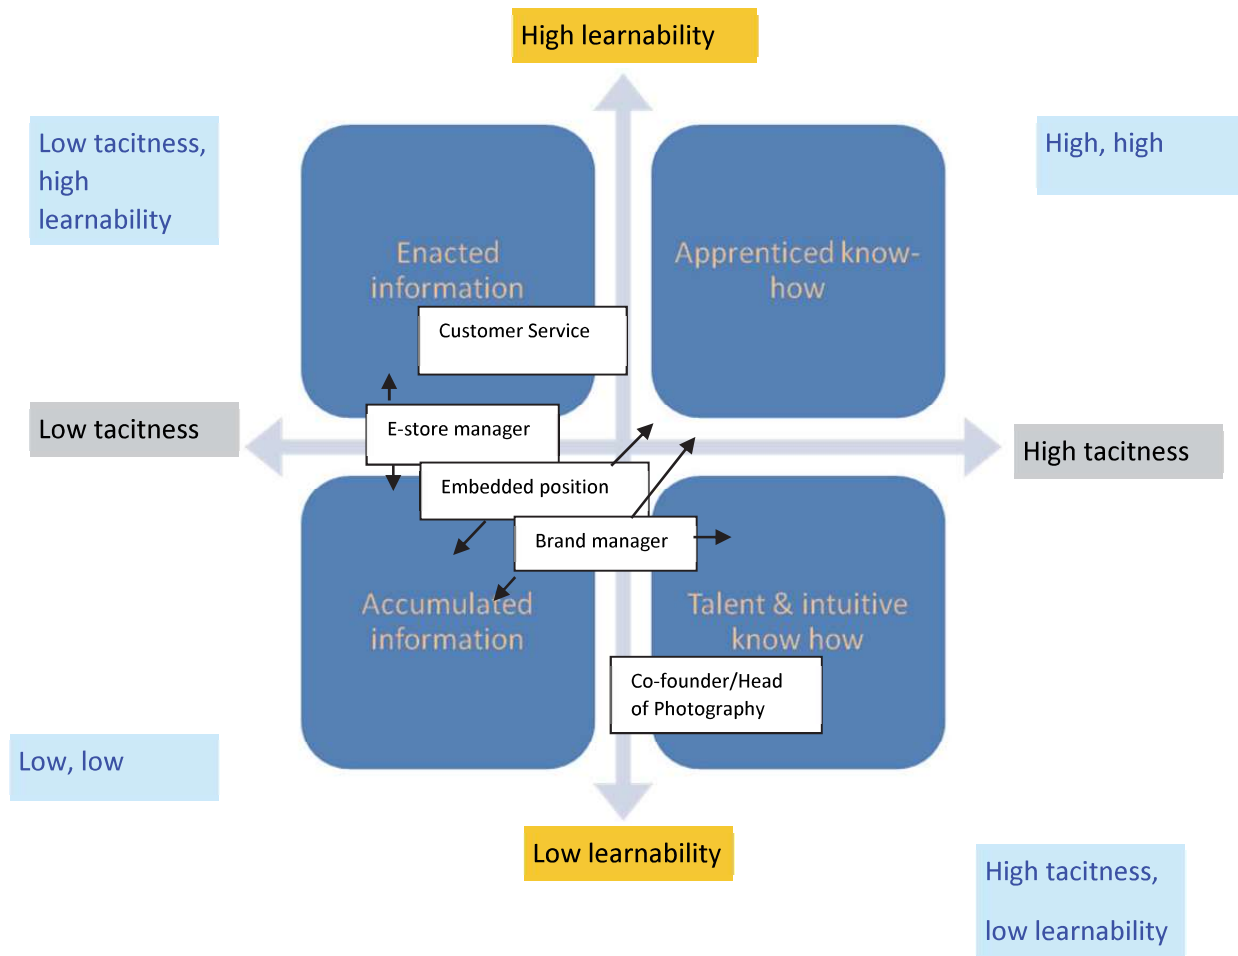 High learnability
Low tacitness,
high
learnability
High, high
Enacted
information
Apprenticed know-
how
Customer Service
Low tacitness
E-store manager
High tacitness
Embedded position
Brand manager
Accumulated
information
Talent & intuitive
know how
Co-founder/Head
of Photography
Low, low
Low learnability
High tacitness,
low learnability